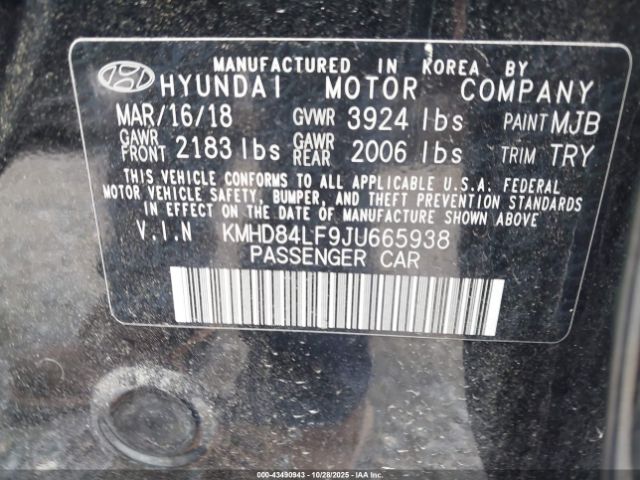 MANUFACTURED IN KOREA BY
HYUNDAI MOTOR COMPANY
MAR/16/18 GVWR 3924 lbs PAINT MJB
GAWR FRONT 2183 lbs GAWR REAR 2006 lbs TRIM TRY
THIS VEHICLE CONFORMS TO ALL APPLICABLE U.S.A. FEDERAL
MOTOR VEHICLE SAFETY, BUMPER, AND THEFT PREVENTION STANDARDS
IN EFFECT ON THE DATE OF MANUFACTURE SHOWN ABOVE.
V.I.N KMHD84LF9JU665938
PASSENGER CAR
000-43490943 - 10/28/2025 - IAA Corp.